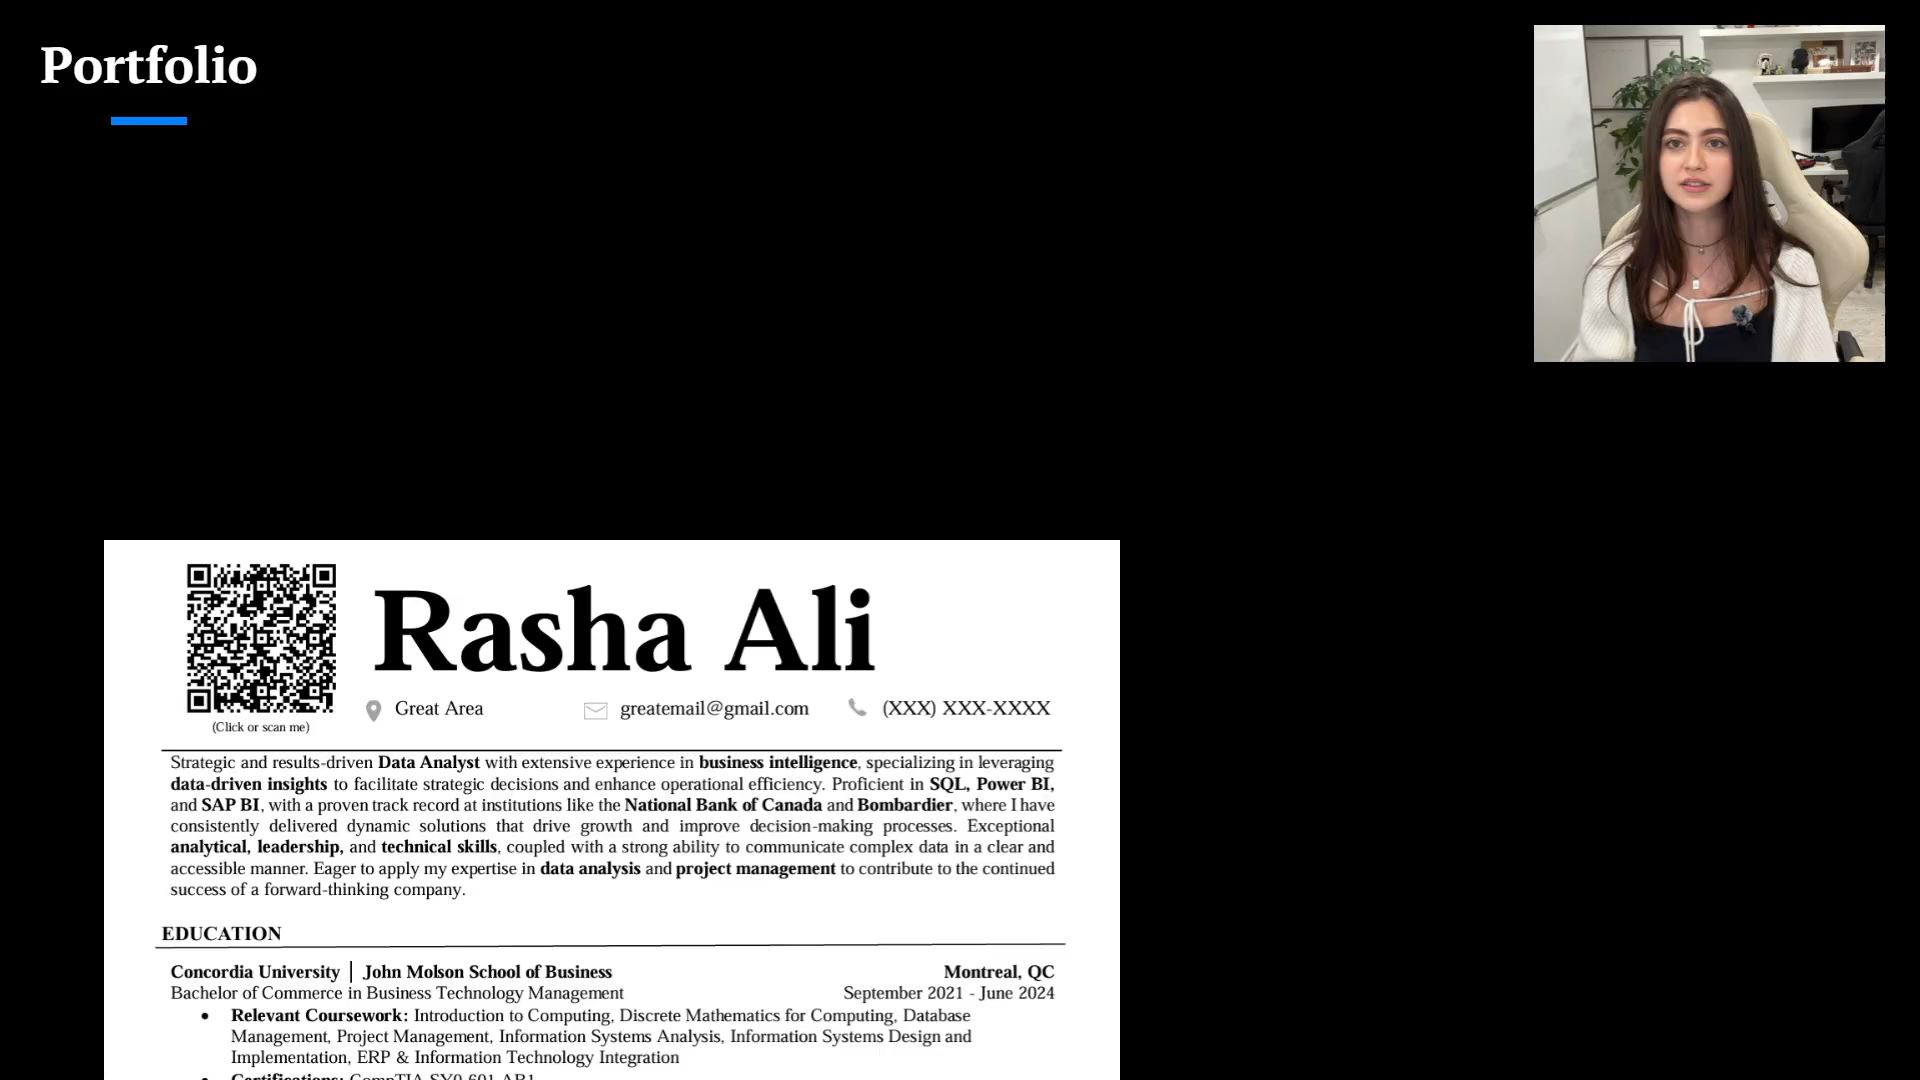 Portfolio
Rasha Ali
(Click or scan me)
Great Area greatemail@gmail.com (XXX) XXX-XXXX
Strategic and results-driven Data Analyst with extensive experience in business intelligence, specializing in leveraging
data-driven insights to facilitate strategic decisions and enhance operational efficiency. Proficient in SQL, Power BI,
and SAP BI, with a proven track record at institutions like the National Bank of Canada and Bombardier, where I have
consistently delivered dynamic solutions that drive growth and improve decision-making processes. Exceptional
analytical, leadership, and technical skills, coupled with a strong ability to communicate complex data in a clear and
accessible manner. Eager to apply my expertise in data analysis and project management to contribute to the continued
success of a forward-thinking company.
EDUCATION
Concordia University | John Molson School of Business Montreal, QC
Bachelor of Commerce in Business Technology Management September 2021 - June 2024
• Relevant Coursework: Introduction to Computing, Discrete Mathematics for Computing, Database
Management, Project Management, Information Systems Analysis, Information Systems Design and
Implementation, ERP & Information Technology Integration
• Certifications: CompTIA SY0-601